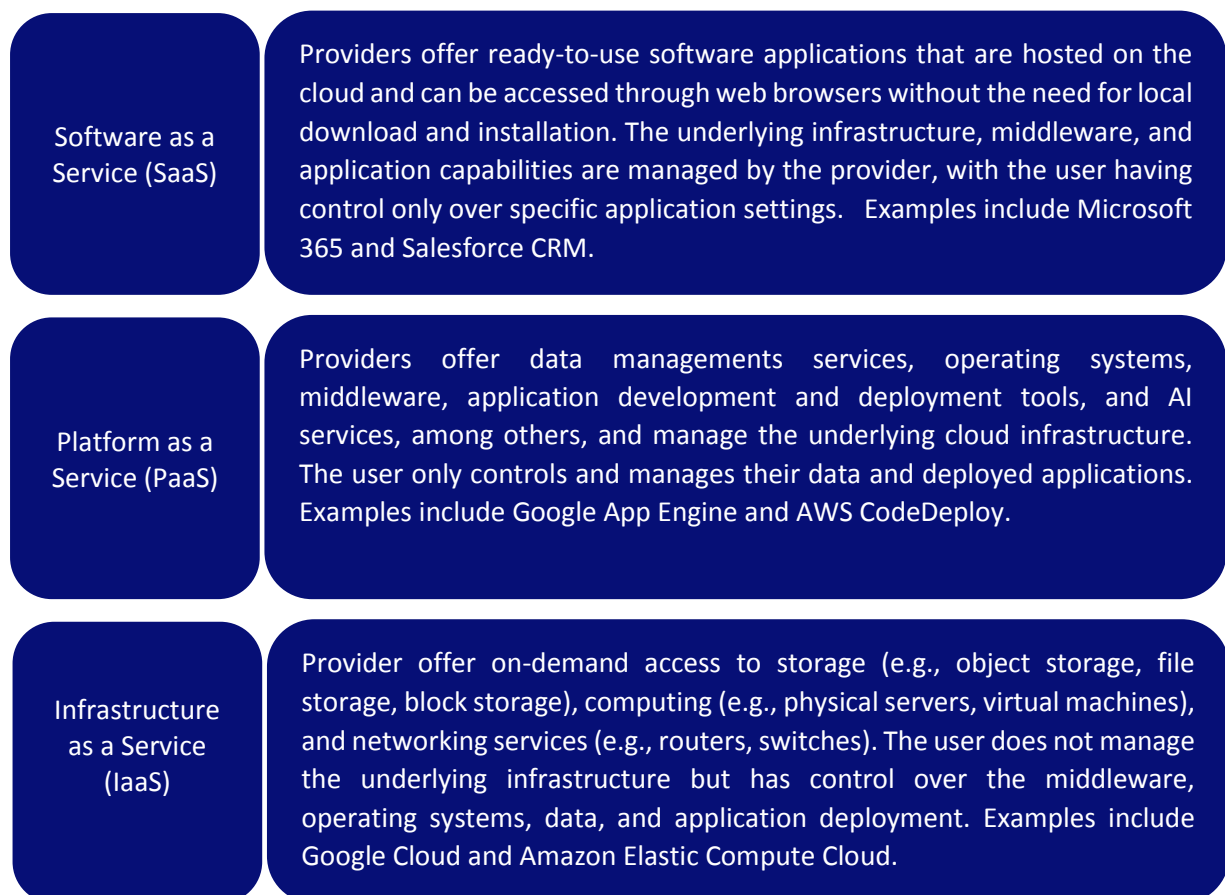 Software as a
Service (SaaS)
Providers offer ready-to-use software applications that are hosted on the
cloud and can be accessed through web browsers without the need for local
download and installation. The underlying infrastructure, middleware, and
application capabilities are managed by the provider, with the user having
control only over specific application settings. Examples include Microsoft
365 and Salesforce CRM.
Platform as a
Service (PaaS)
Providers offer data managements services, operating systems,
middleware, application development and deployment tools, and AI
services, among others, and manage the underlying cloud infrastructure.
The user only controls and manages their data and deployed applications.
Examples include Google App Engine and AWS CodeDeploy.
Infrastructure
as a Service
(IaaS)
Provider offer on-demand access to storage (e.g., object storage, file
storage, block storage), computing (e.g., physical servers, virtual machines),
and networking services (e.g., routers, switches). The user does not manage
the underlying infrastructure but has control over the middleware,
operating systems, data, and application deployment. Examples include
Google Cloud and Amazon Elastic Compute Cloud.